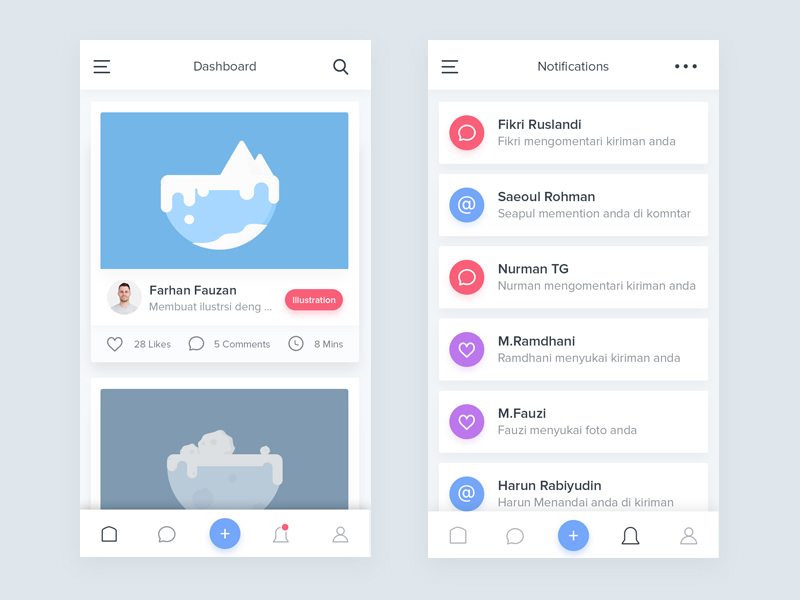 Dashboard
Farhan Fauzan
Membuat ilustrsi deng ...
Illustration
28 Likes
5 Comments
8 Mins
Notifications
Fikri Ruslandi
Fikri mengomentari kiriman anda
@
Saeoul Rohman
Seapul memention anda di komntar
Nurman TG
Nurman mengomentari kiriman anda
M.Ramdhani
Ramdhani menyukai kiriman anda
M.Fauzi
Fauzi menyukai foto anda
@
Harun Rabiyudin
Harun Menandai anda di kiriman